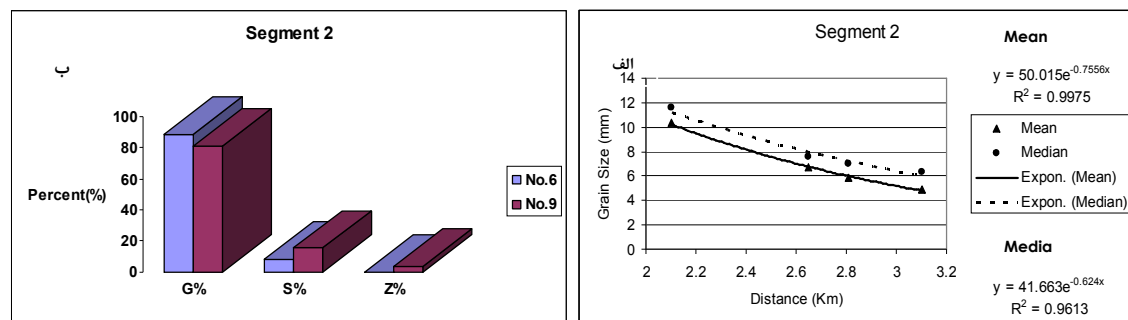 Segment 2
ب
100
80
60
40
20
0
Percent(%)
G%
S%
Z%
No.6
No.9
Segment 2
الف
Grain Size (mm)
14
12
10
8
6
4
2
0
2
2.2
2.4
2.6
2.8
3
3.2
Distance (Km)
Mean
y = 50.015e^-0.7556x
R² = 0.9975
Mean
Median
Expon. (Mean)
Expon. (Median)
Media
y = 41.663e^-0.624x
R² = 0.9613